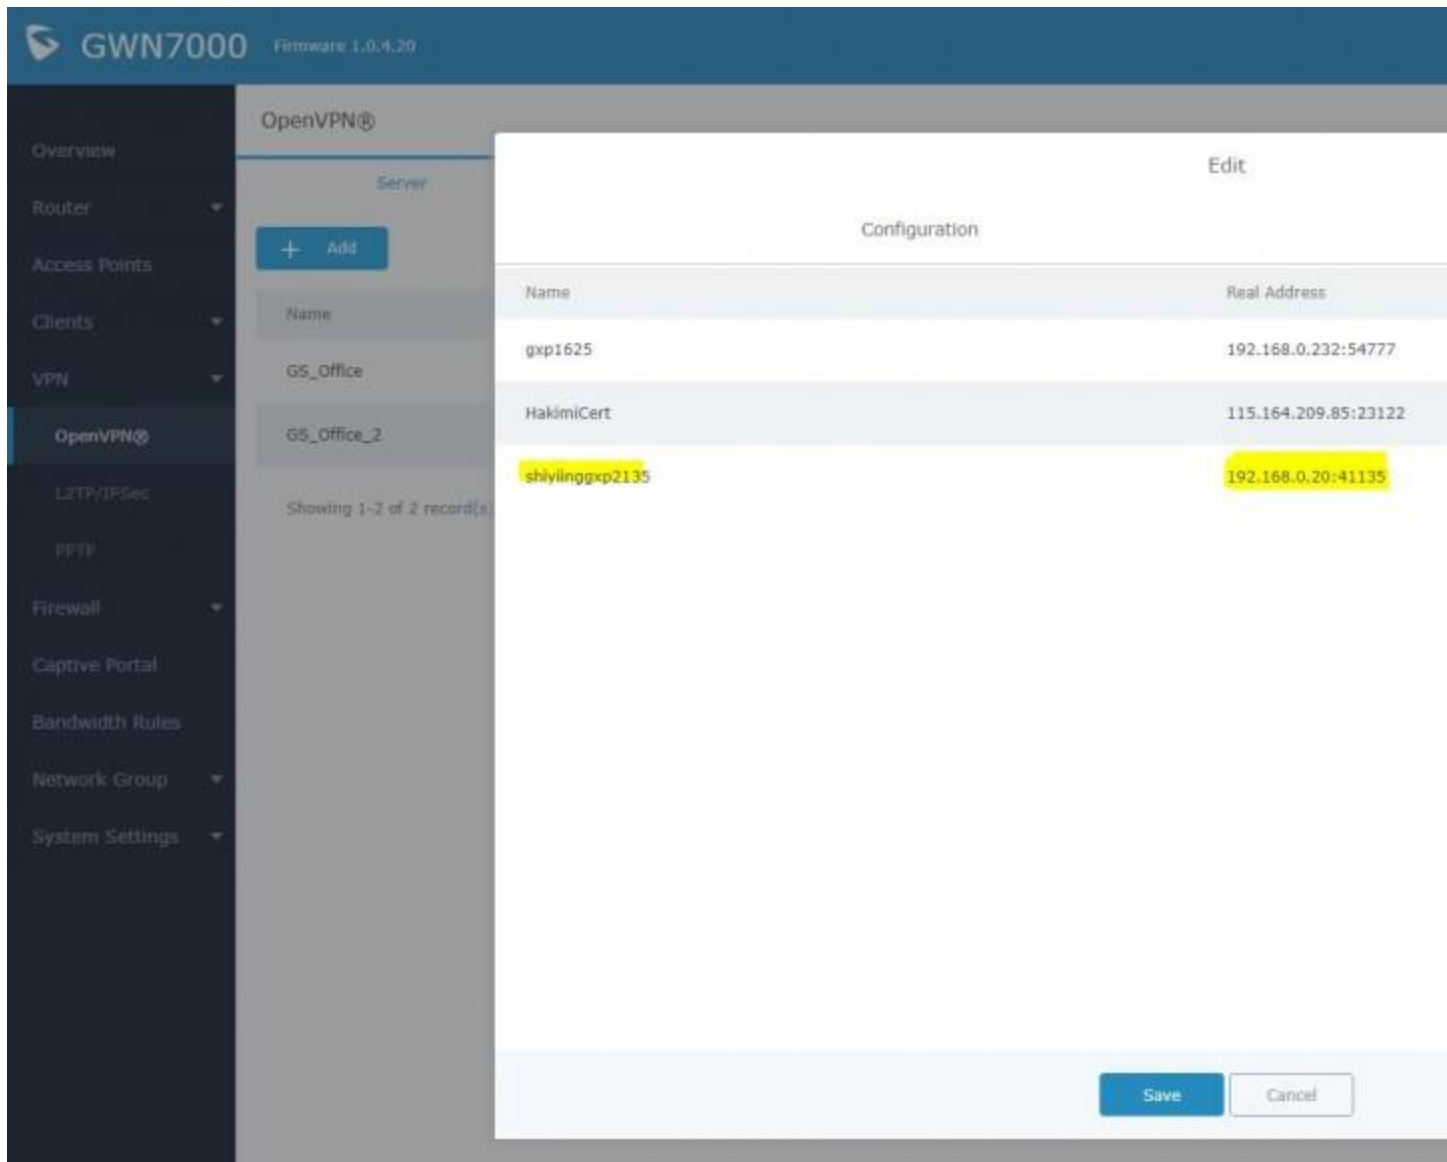 GWN7000 Firmware 1.0.4.20
Overview
Router
Access Points
Clients
VPN
OpenVPN®
L2TP/IPSec
PPTP
Firewall
Captive Portal
Bandwidth Rules
Network Group
System Settings
OpenVPN®
Server
+ Add
Name
GS_Office
GS_Office_2
Showing 1-2 of 2 record(s)
Edit
Configuration
Name Real Address
gxp1625 192.168.0.232:54777
HakimiCert 115.164.209.85:23122
shiyiinggxp2135 192.168.0.20:41135
Save Cancel